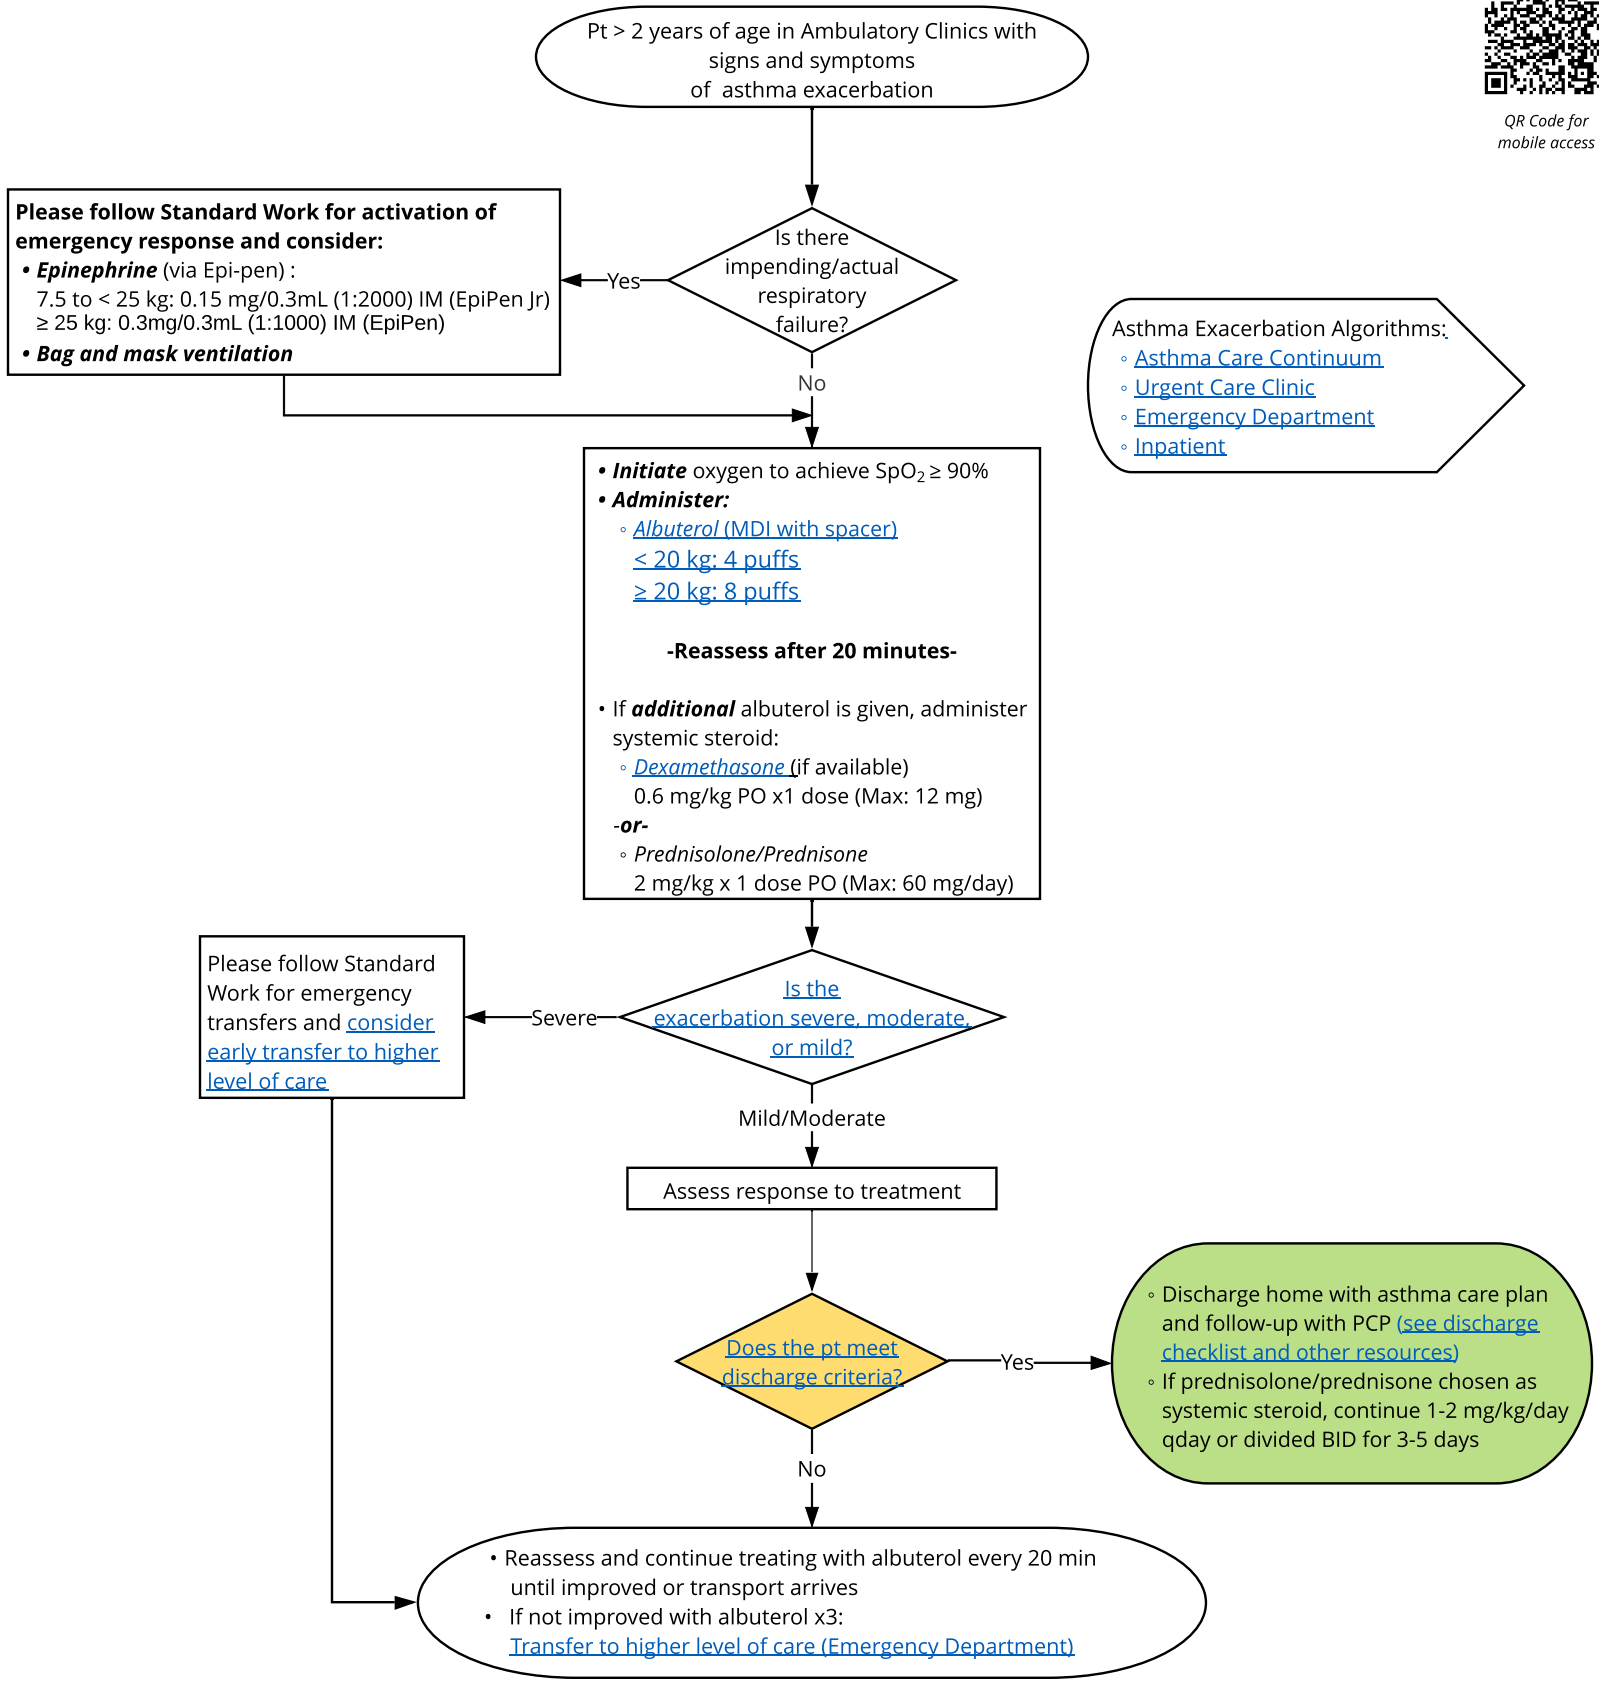 Pt > 2 years of age in Ambulatory Clinics with
signs and symptoms
of  asthma exacerbation
QR Code for
mobile access
Please follow Standard Work for activation of
emergency response and consider:
• Epinephrine (via Epi-pen) :
7.5 to < 25 kg: 0.15 mg/0.3mL (1:2000) IM (EpiPen Jr)
≥ 25 kg: 0.3mg/0.3mL (1:1000) IM (EpiPen)
• Bag and mask ventilation
Yes
Is there
impending/actual
respiratory
failure?
No
Asthma Exacerbation Algorithms:
◦ Asthma Care Continuum
◦ Urgent Care Clinic
◦ Emergency Department
◦ Inpatient
• Initiate oxygen to achieve SpO₂ ≥ 90%
• Administer:
◦ Albuterol (MDI with spacer)
< 20 kg: 4 puffs
≥ 20 kg: 8 puffs
-Reassess after 20 minutes-
• If additional albuterol is given, administer
systemic steroid:
◦ Dexamethasone (if available)
0.6 mg/kg PO x1 dose (Max: 12 mg)
-or-
◦ Prednisolone/Prednisone
2 mg/kg x 1 dose PO (Max: 60 mg/day)
Please follow Standard
Work for emergency
transfers and consider
early transfer to higher
level of care
Severe
Is the
exacerbation severe, moderate,
or mild?
Mild/Moderate
Assess response to treatment
Does the pt meet
discharge criteria?
Yes
◦ Discharge home with asthma care plan
and follow-up with PCP (see discharge
checklist and other resources)
◦ If prednisolone/prednisone chosen as
systemic steroid, continue 1-2 mg/kg/day
qday or divided BID for 3-5 days
No
• Reassess and continue treating with albuterol every 20 min
until improved or transport arrives
• If not improved with albuterol x3:
Transfer to higher level of care (Emergency Department)